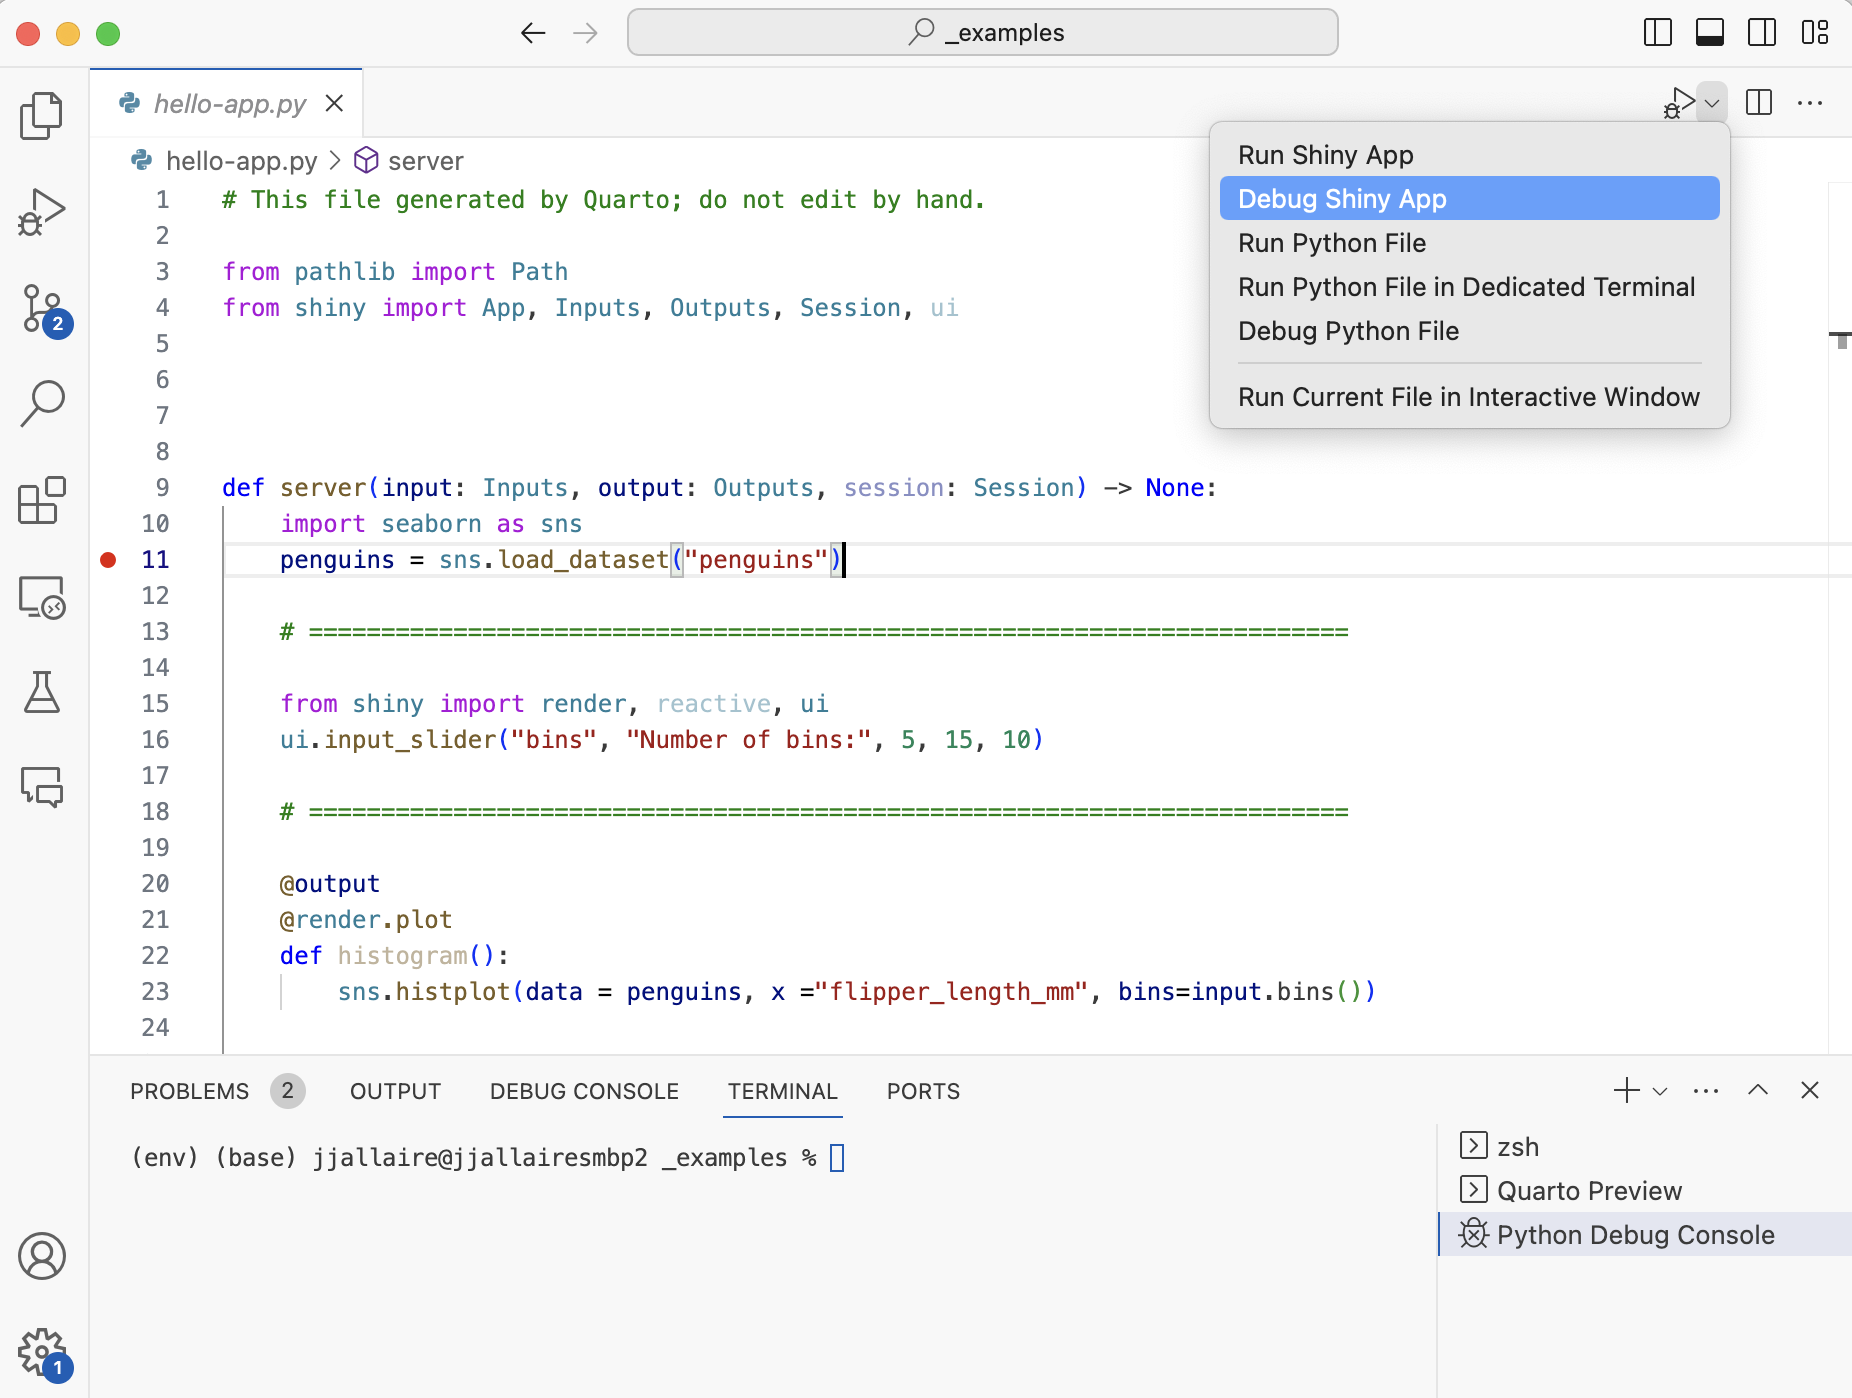 _examples
hello-app.py
hello-app.py > server
Run Shiny App
Debug Shiny App
Run Python File
Run Python File in Dedicated Terminal
Debug Python File
Run Current File in Interactive Window
1 # This file generated by Quarto; do not edit by hand.
2
3 from pathlib import Path
4 from shiny import App, Inputs, Outputs, Session, ui
5
6
7
8
9 def server(input: Inputs, output: Outputs, session: Session) -> None:
10 import seaborn as sns
11 penguins = sns.load_dataset("penguins")
12
13 # ========================================================================
14
15 from shiny import render, reactive, ui
16 ui.input_slider("bins", "Number of bins:", 5, 15, 10)
17
18 # ========================================================================
19
20 @output
21 @render.plot
22 def histogram():
23 sns.histplot(data = penguins, x ="flipper_length_mm", bins=input.bins())
24
2
PROBLEMS 2 OUTPUT DEBUG CONSOLE TERMINAL PORTS
(env) (base) jjallaire@jjallairesmbp2 _examples %
zsh
Quarto Preview
Python Debug Console
1